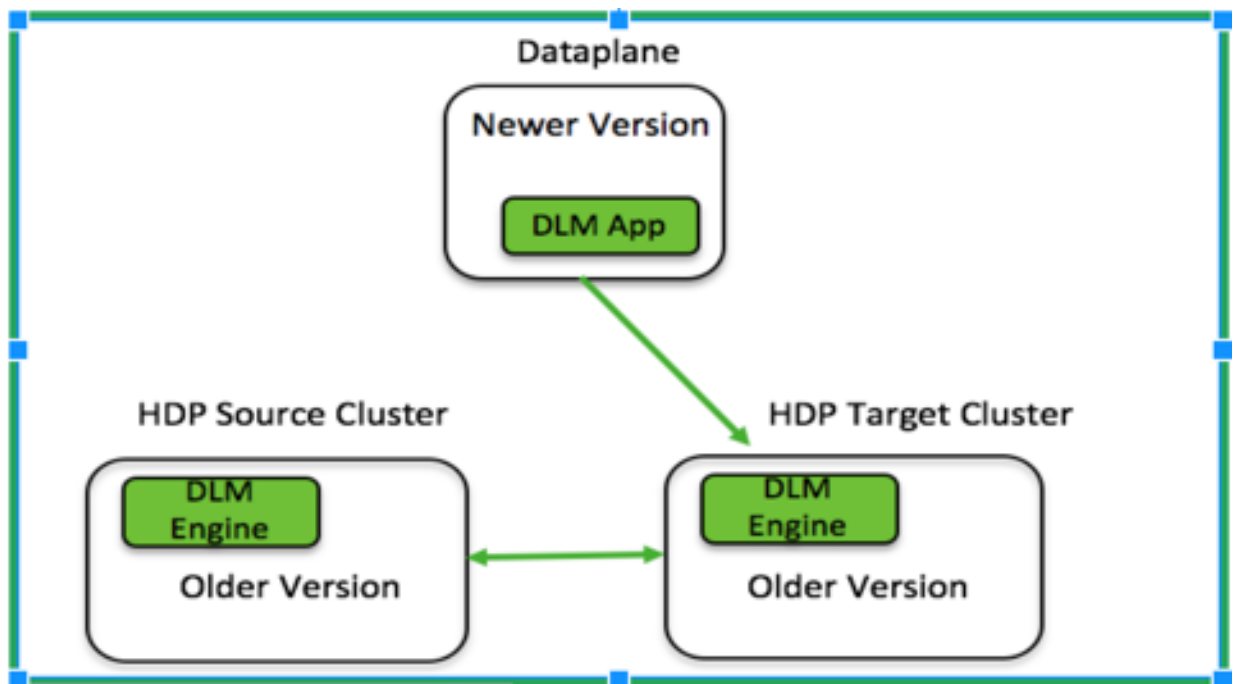 Dataplane
Newer Version
DLM App
HDP Source Cluster
HDP Target Cluster
DLM
Engine
Older Version
DLM
Engine
Older Version